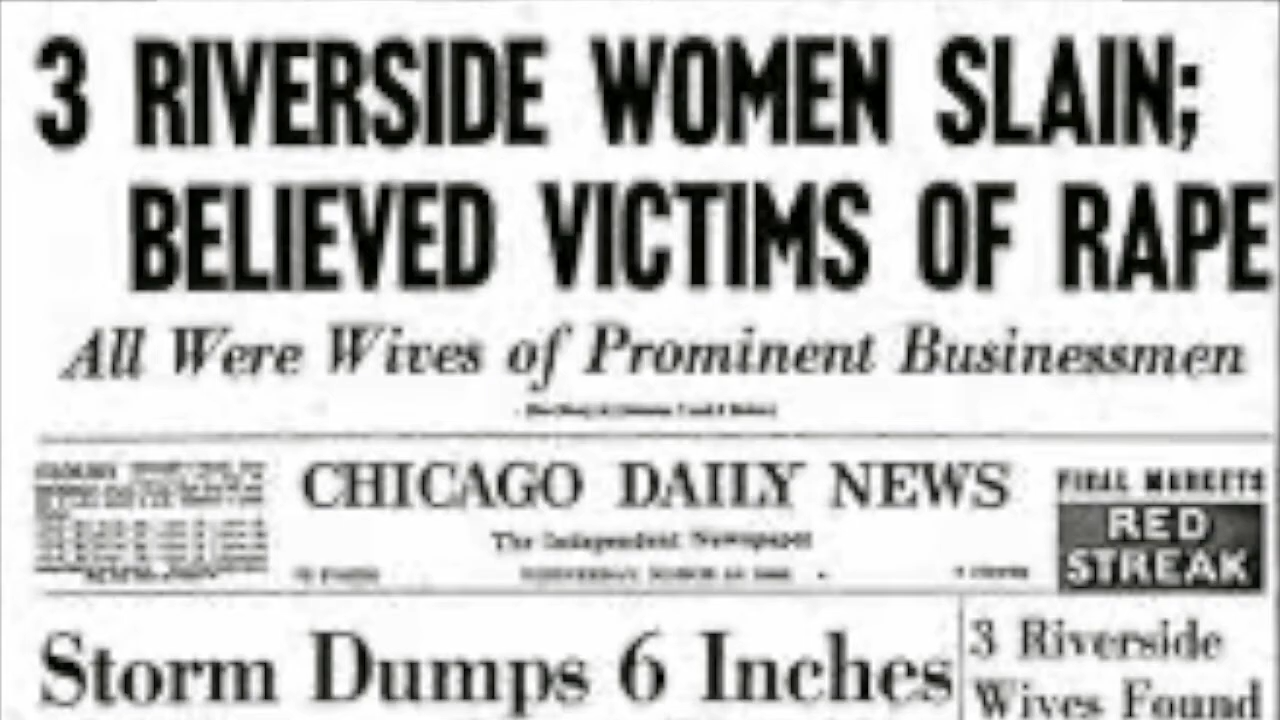 3 RIVERSIDE WOMEN SLAIN;
BELIEVED VICTIMS OF RAPE
All Were Wives of Prominent Businessmen
CHICAGO DAILY NEWS
The Independent Newspaper
FINAL MARKETS
RED
STREAK
Storm Dumps 6 Inches
3 Riverside
Wives Found